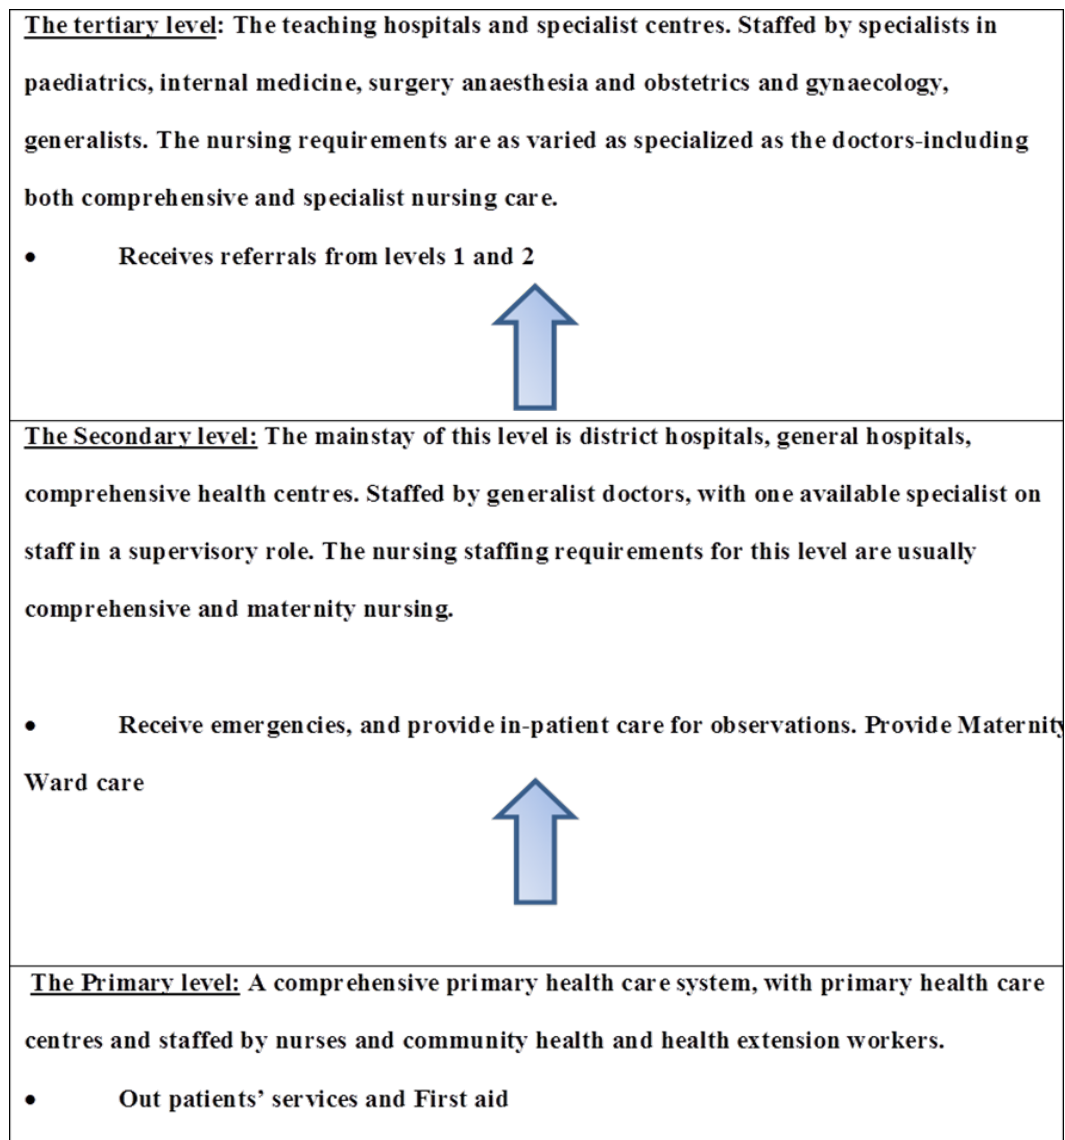 The tertiary level: The teaching hospitals and specialist centres. Staffed by specialists in
paediatrics, internal medicine, surgery anaesthesia and obstetrics and gynaecology,
generalists. The nursing requirements are as varied as specialized as the doctors-including
both comprehensive and specialist nursing care.
• Receives referrals from levels 1 and 2
The Secondary level: The mainstay of this level is district hospitals, general hospitals,
comprehensive health centres. Staffed by generalist doctors, with one available specialist on
staff in a supervisory role. The nursing staffing requirements for this level are usually
comprehensive and maternity nursing.
• Receive emergencies, and provide in-patient care for observations. Provide Maternity
Ward care
The Primary level: A comprehensive primary health care system, with primary health care
centres and staffed by nurses and community health and health extension workers.
• Out patients’ services and First aid